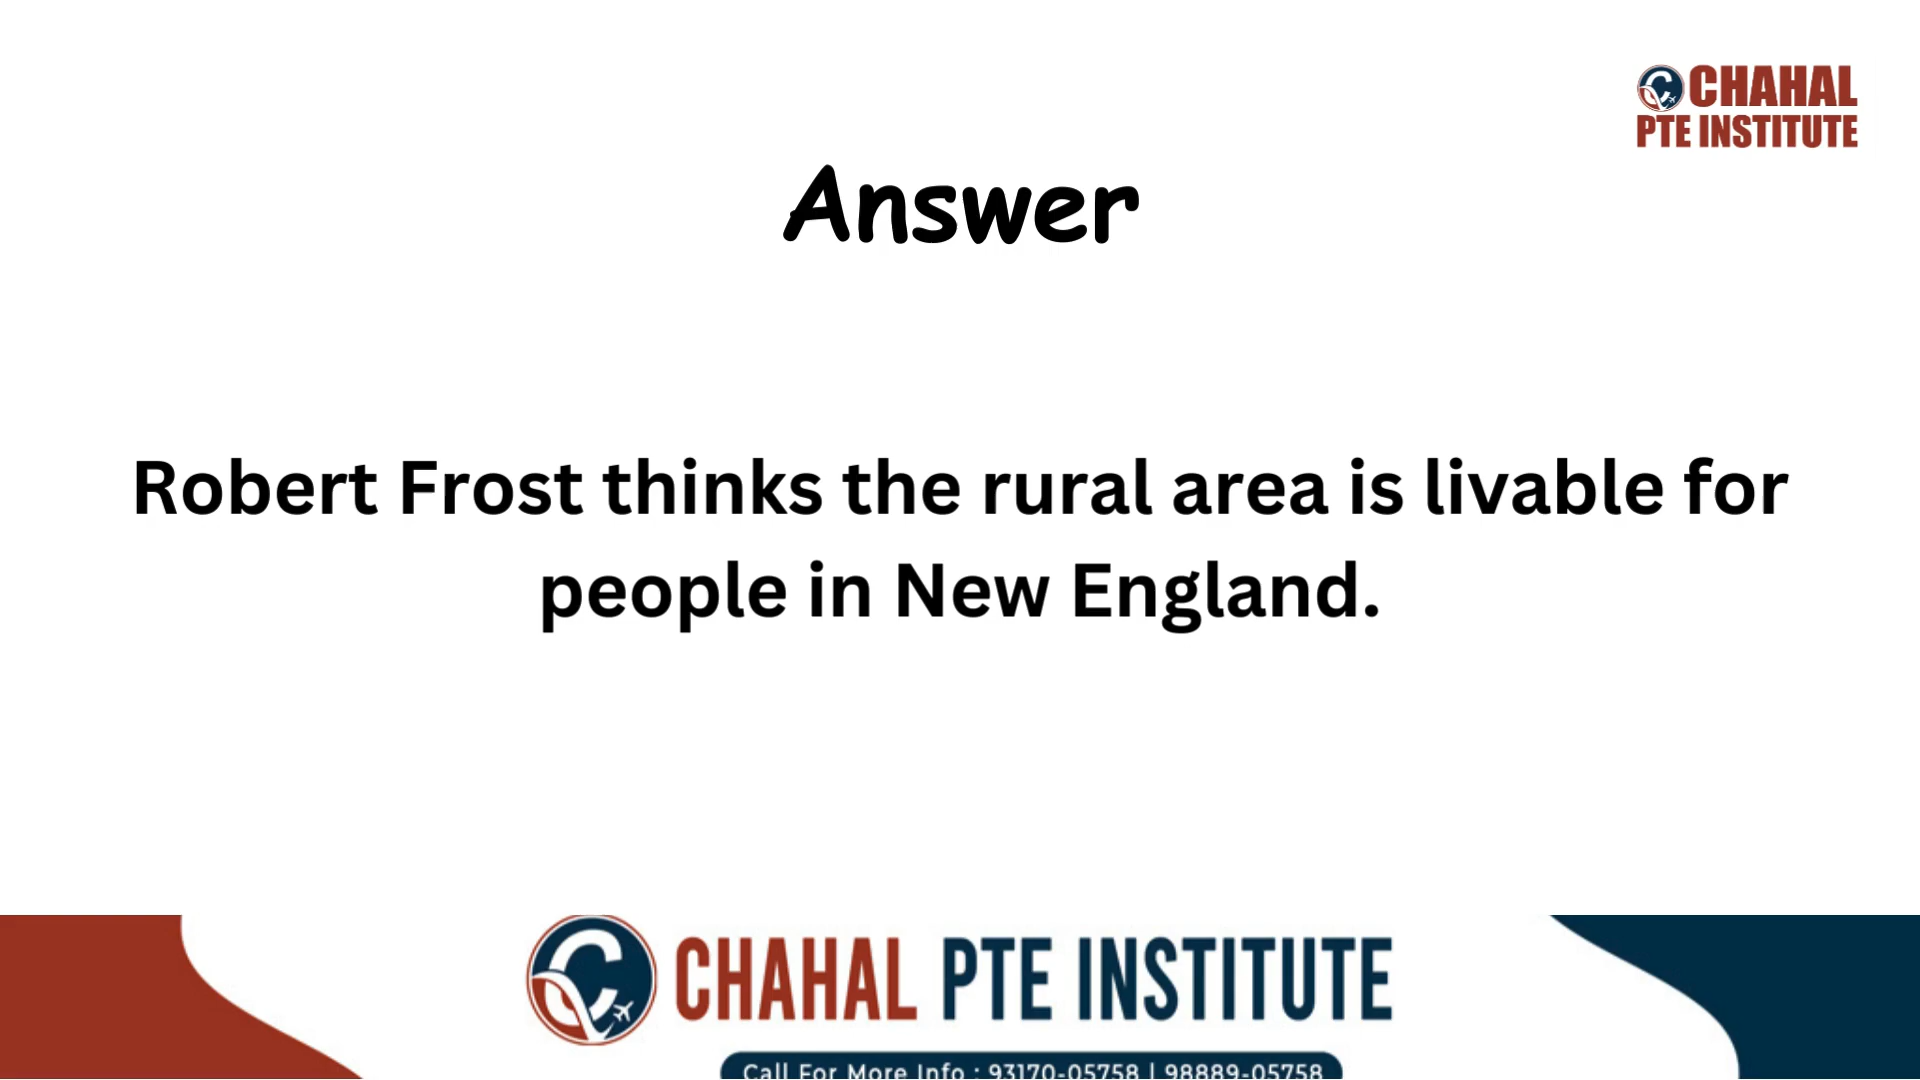 CHAHAL
PTE INSTITUTE
Answer
Robert Frost thinks the rural area is livable for
people in New England.
CHAHAL PTE INSTITUTE
Call For More Info : 93170-05758 | 98889-05758